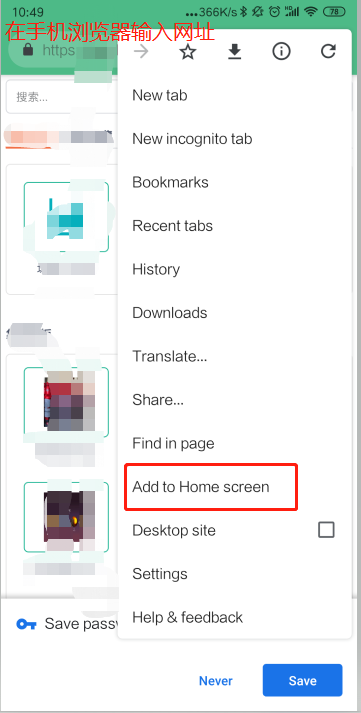 10:49
...366K/s
78
在手机浏览器输入网址
https
搜索...
New tab
New incognito tab
Bookmarks
Recent tabs
History
Downloads
Translate...
Share...
Find in page
Add to Home screen
Desktop site
Settings
Help & feedback
Save passw
Never
Save